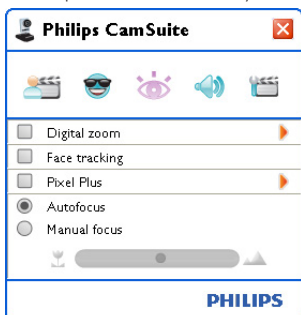 Philips CamSuite
Digital zoom
Face tracking
Pixel Plus
Autofocus
Manual focus
PHILIPS